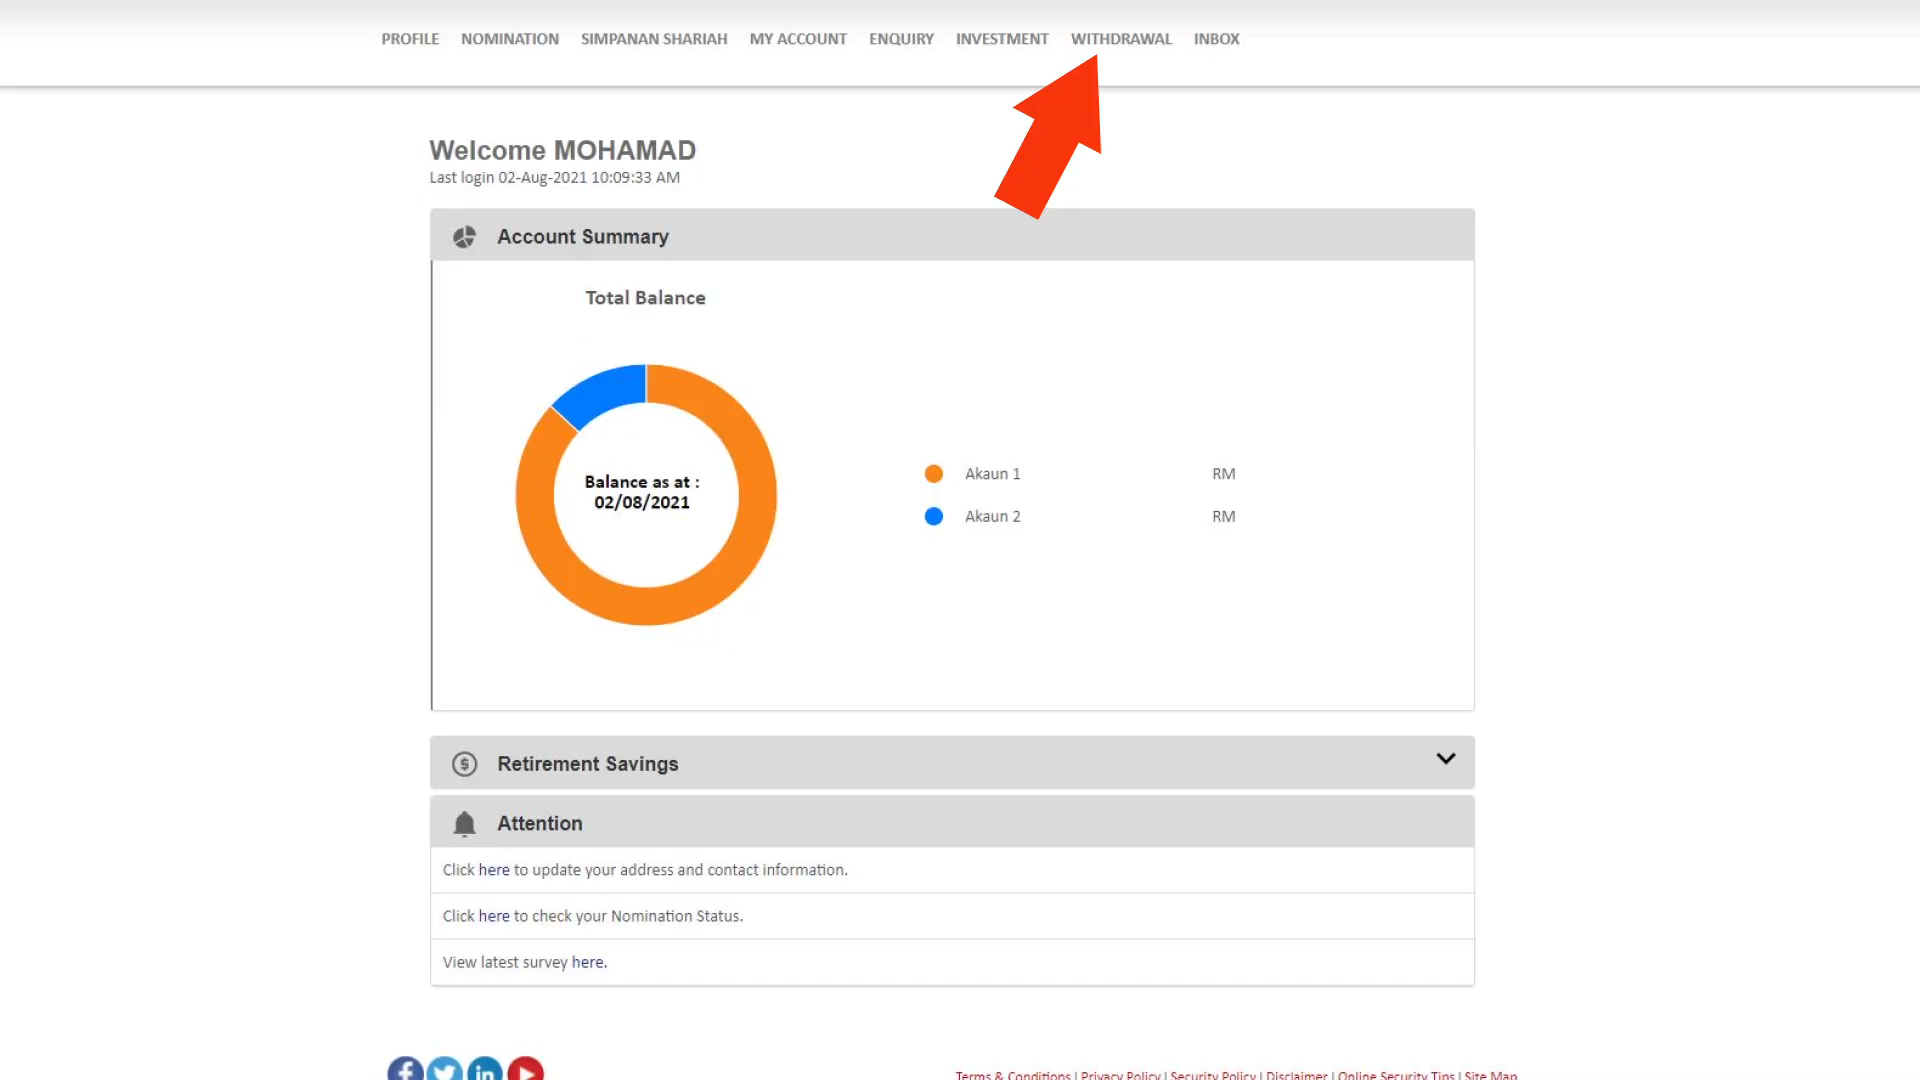 PROFILE NOMINATION SIMPANAN SHARIAH MY ACCOUNT ENQUIRY INVESTMENT WITHDRAWAL INBOX
Welcome MOHAMAD
Last login 02-Aug-2021 10:09:33 AM
Account Summary
Total Balance
Balance as at :
02/08/2021
Akaun 1 RM
Akaun 2 RM
Retirement Savings
Attention
Click here to update your address and contact information.
Click here to check your Nomination Status.
View latest survey here.
Terms & Conditions | Privacy Policy | Security Policy | Disclaimer | Online Security Tips | Site Map